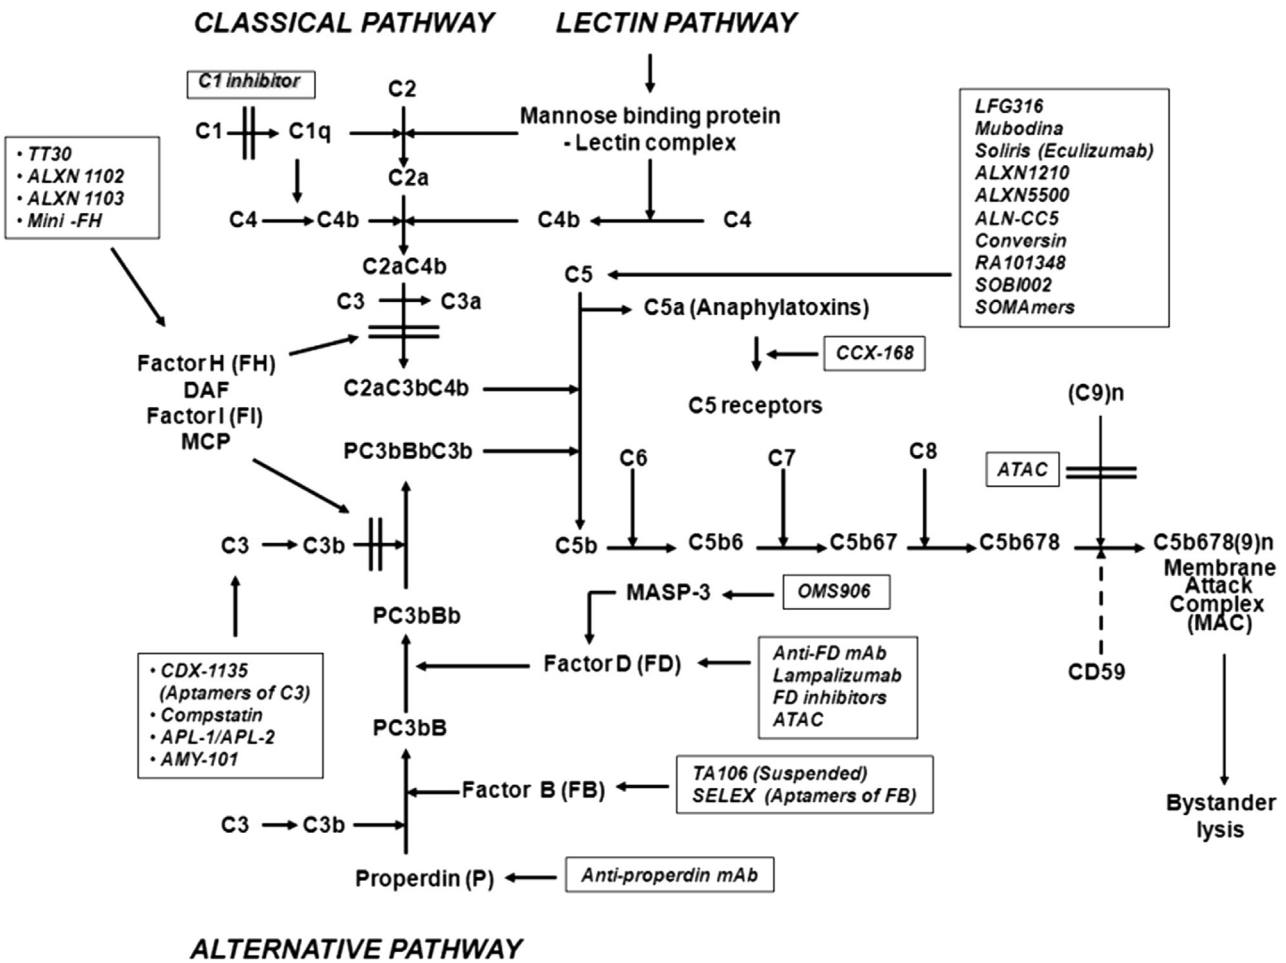 CLASSICAL PATHWAY
LECTIN PATHWAY
C1 inhibitor
C2
C1
C1q
Mannose binding protein
- Lectin complex
• TT30
• ALXN 1102
• ALXN 1103
• Mini -FH
LFG316
Mubodina
Soliris (Eculizumab)
ALXN1210
ALXN5500
ALN-CC5
Conversin
RA101348
SOBI002
SOMAmers
C2a
C4
C4b
C4b
C4
C2aC4b
C3
C3a
C5
C5a (Anaphylatoxins)
CCX-168
C5 receptors
Factor H (FH)
DAF
Factor I (FI)
MCP
C2aC3bC4b
PC3bBbC3b
(C9)n
C6
C7
C8
ATAC
C3
C3b
C5b
C5b6
C5b67
C5b678
C5b678(9)n
Membrane
Attack
Complex
(MAC)
PC3bBb
MASP-3
OMS906
Factor D (FD)
Anti-FD mAb
Lampalizumab
FD inhibitors
ATAC
CD59
• CDX-1135
(Aptamers of C3)
• Compstatin
• APL-1/APL-2
• AMY-101
PC3bB
Factor B (FB)
TA106 (Suspended)
SELEX (Aptamers of FB)
Bystander
lysis
C3
C3b
Properdin (P)
Anti-properdin mAb
ALTERNATIVE PATHWAY